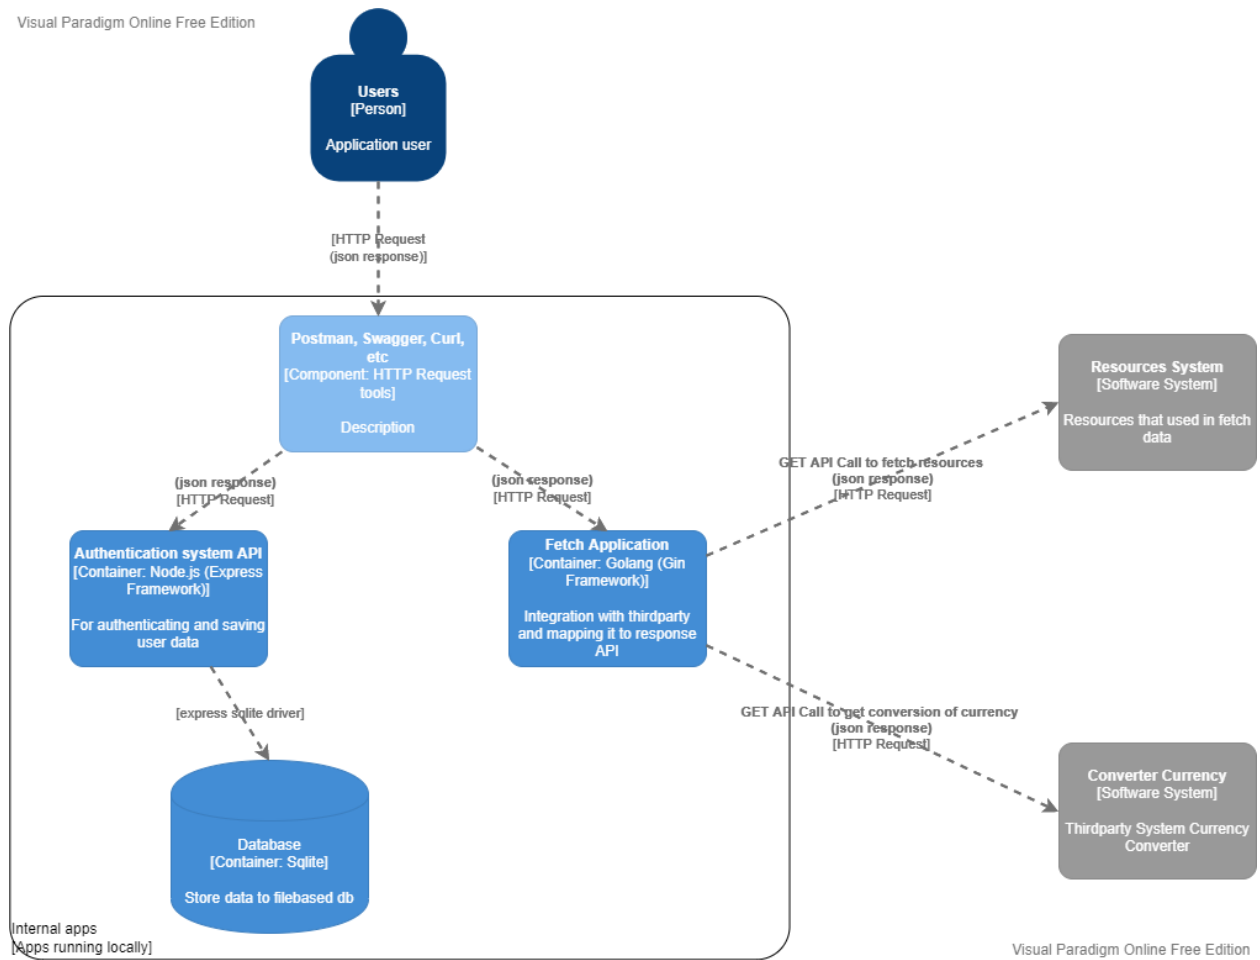 Visual Paradigm Online Free Edition
Users
[Person]
Application user
[HTTP Request
(json response)]
Postman, Swagger, Curl,
etc
[Component: HTTP Request
tools]
Description
(json response)
[HTTP Request]
(json response)
[HTTP Request]
Authentication system API
[Container: Node.js (Express
Framework)]
For authenticating and saving
user data
Fetch Application
[Container: Golang (Gin
Framework)]
Integration with thirdparty
and mapping it to response
API
GET API Call to fetch resources
(json response)
[HTTP Request]
Resources System
[Software System]
Resources that used in fetch
data
[express sqlite driver]
GET API Call to get conversion of currency
(json response)
[HTTP Request]
Converter Currency
[Software System]
Thirdparty System Currency
Converter
Database
[Container: Sqlite]
Store data to filebased db
Internal apps
[Apps running locally]
Visual Paradigm Online Free Edition